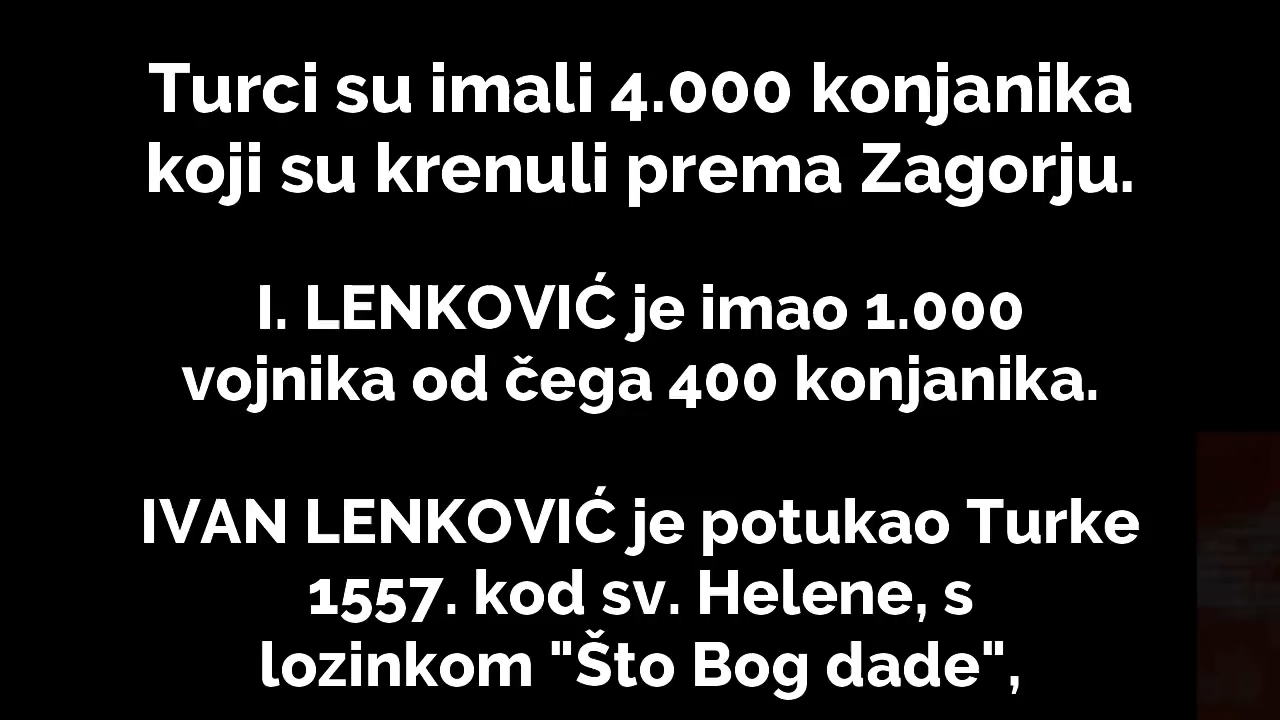 Turci su imali 4.000 konjanika
koji su krenuli prema Zagorju.
I. LENKOVIĆ je imao 1.000
vojnika od čega 400 konjanika.
IVAN LENKOVIĆ je potukao Turke
1557. kod sv. Helene, s
lozinkom "Što Bog dade",